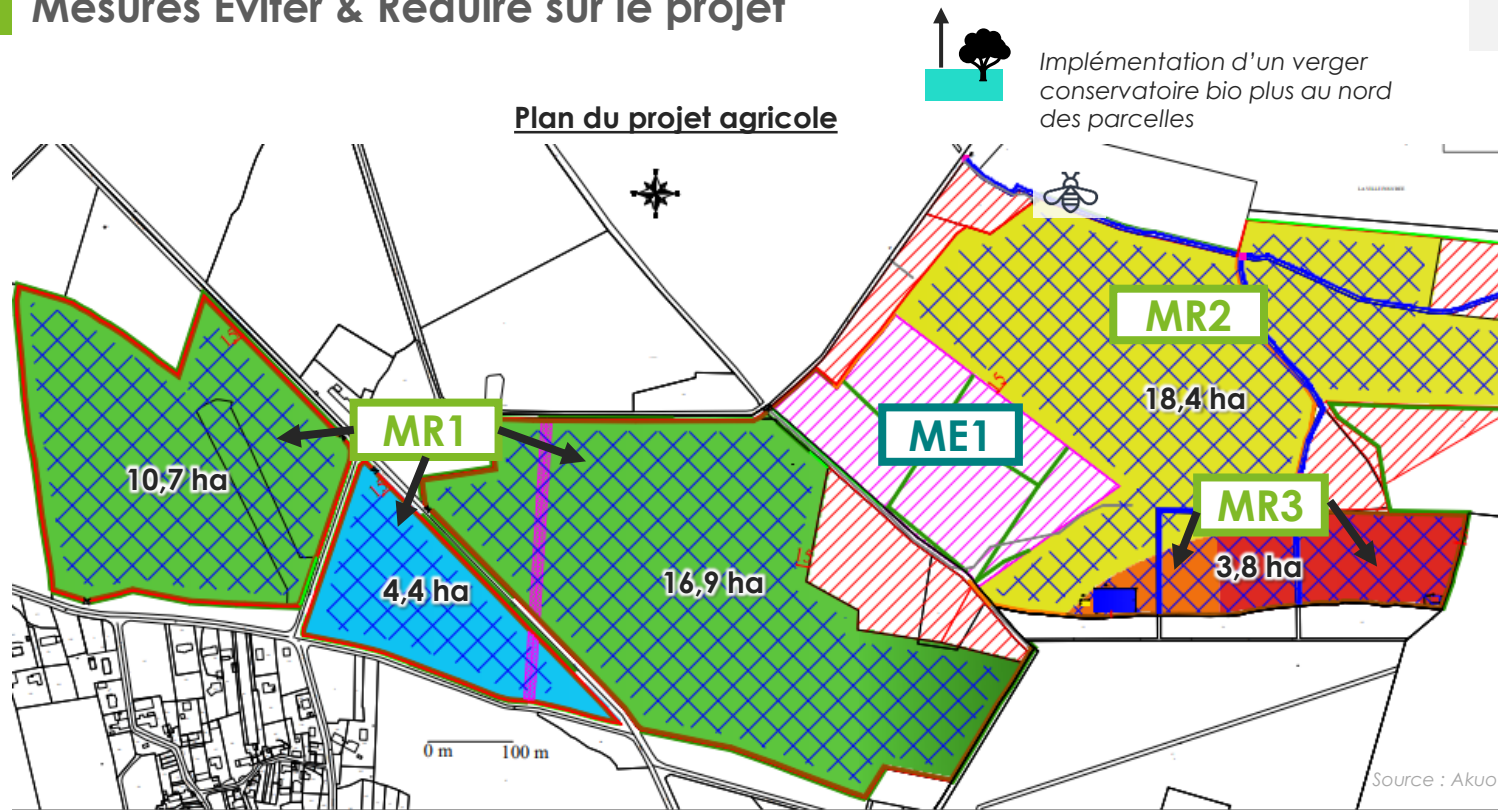 Mesures Éviter & Réduire sur le projet
Implémentation d'un verger
conservatoire bio plus au nord
des parcelles
Plan du projet agricole
MR2
18,4 ha
MR1
ME1
10,7 ha
MR3
4,4 ha
16,9 ha
3,8 ha
0 m
100 m
Source : Akuo